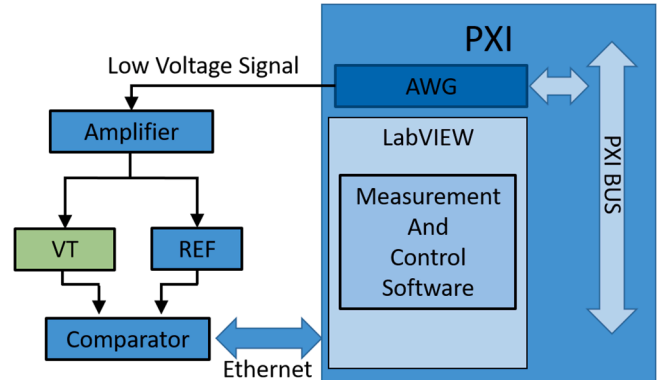 PXI
Low Voltage Signal
AWG
Amplifier
LabVIEW
Measurement
And
Control
Software
PXI BUS
VT
REF
Comparator
Ethernet